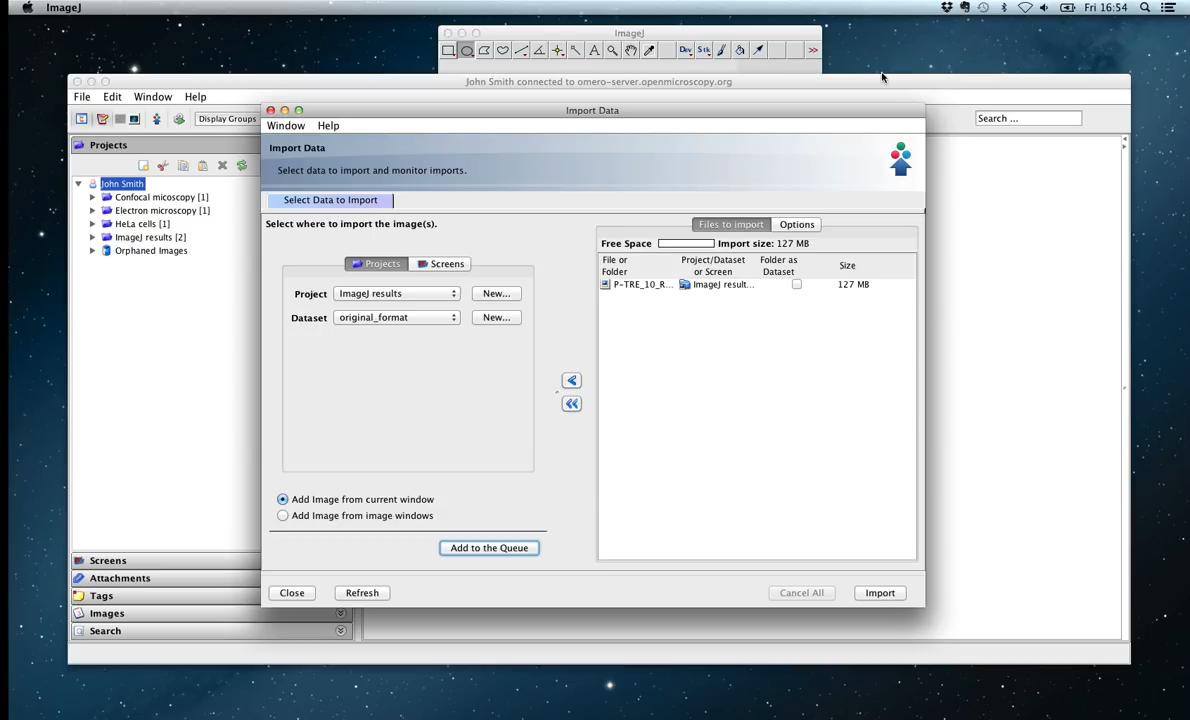 ImageJ
Fri 16:54
ImageJ
Dev
Stk
>>
John Smith connected to omero-server.openmicroscopy.org
File Edit Window Help
Display Groups
Search ...
Projects
John Smith
Confocal micoscopy [1]
Electron microscopy [1]
HeLa cells [1]
ImageJ results [2]
Orphaned Images
Screens
Attachments
Tags
Images
Search
Import Data
Window Help
Import Data
Select data to import and monitor imports.
Select Data to Import
Select where to import the image(s).
Projects Screens
Project ImageJ results New...
Dataset original_format New...
Add Image from current window
Add Image from image windows
Add to the Queue
Files to import Options
Free Space Import size: 127 MB
File or Folder Project/Dataset or Screen Folder as Dataset Size
P-TRE_10_R... ImageJ result... 127 MB
Close Refresh Cancel All Import